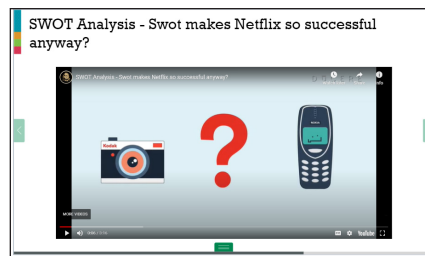 SWOT Analysis - Swot makes Netflix so successful
anyway?
SWOT Analysis - Swot makes Netflix so successful anyway?
Kodak
MORE VIDEOS
YouTube